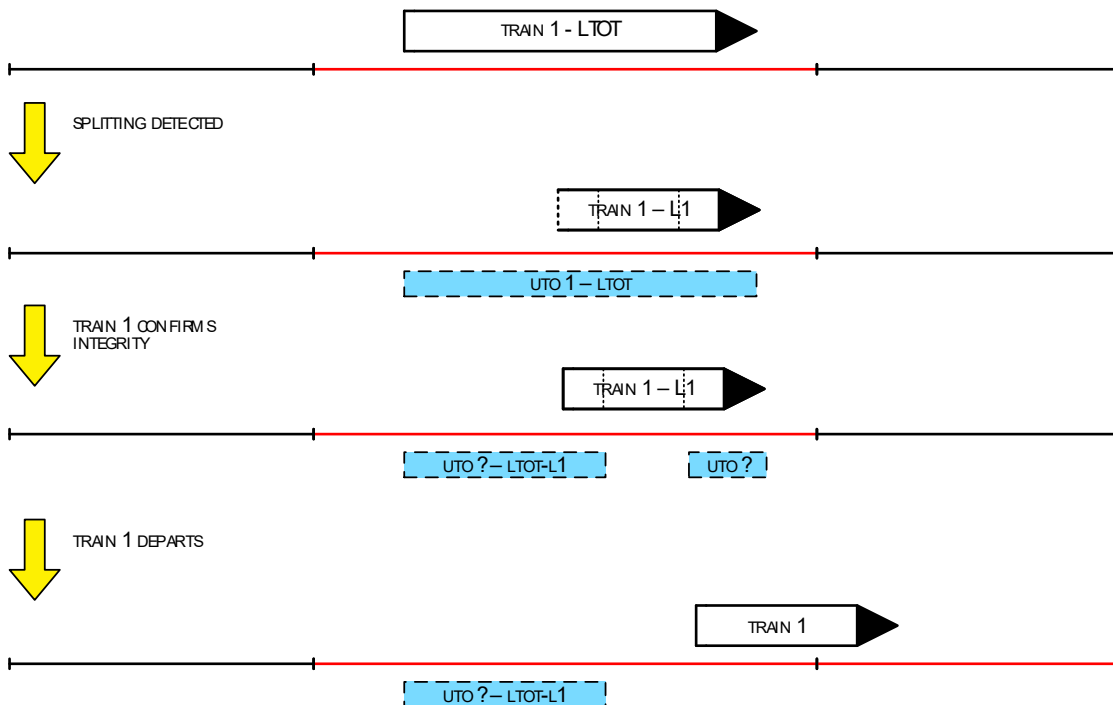 TRAIN 1 - LTOT
SPLITTING DETECTED
TRAIN 1 – L1
UTO 1 – LTOT
TRAIN 1 CONFIRMS
INTEGRITY
TRAIN 1 – L1
UTO ? – LTOT-L1
UTO ?
TRAIN 1 DEPARTS
TRAIN 1
UTO ? – LTOT-L1